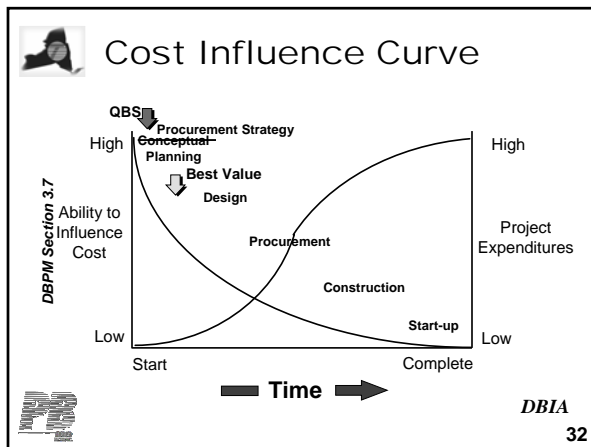 Cost Influence Curve
QBS
Procurement Strategy
High
Conceptual
High
Planning
Best Value
Design
DBPM Section 3.7
Ability to
Influence
Cost
Procurement
Project
Expenditures
Construction
Start-up
Low
Low
Start
Complete
Time
DBIA
32